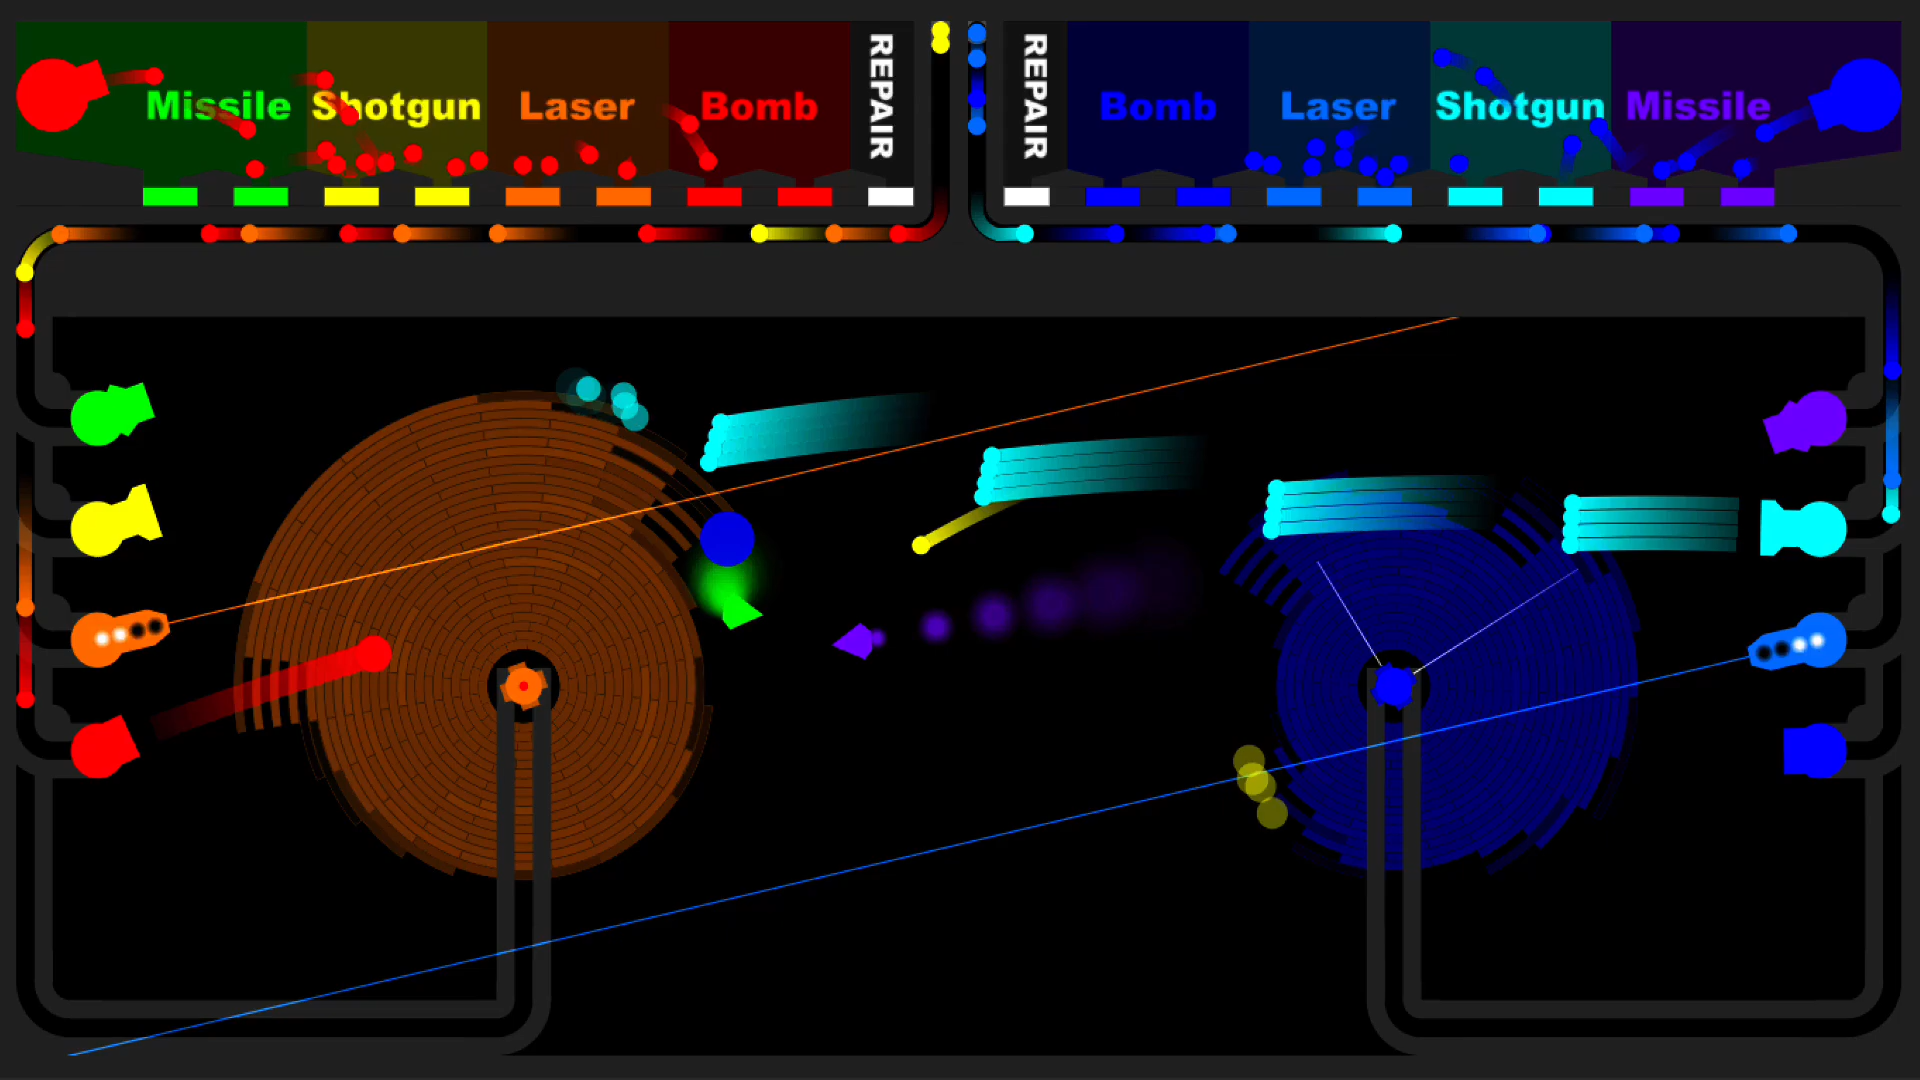 Missile
Shotgun
Laser
Bomb
REPAIR
REPAIR
Bomb
Laser
Shotgun
Missile